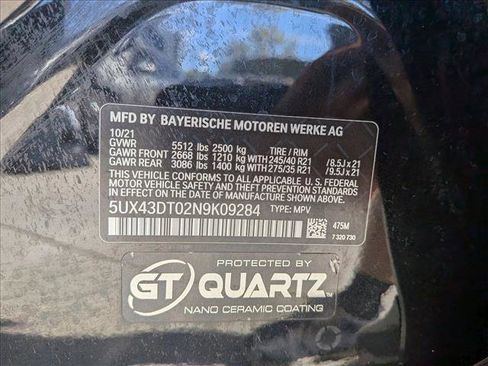 MFD BY BAYERISCHE MOTOREN WERKE AG
10/21
GVWR 5512 lbs 2500 kg TIRE / RIM
GAWR FRONT 2668 lbs 1210 kg WITH 245/40 R21 /8.5J x 21
GAWR REAR 3086 lbs 1400 kg WITH 275/35 R21 /9.5J x 21
THIS VEHICLE CONFORMS TO ALL APPLICABLE U.S. FEDERAL
MOTOR VEHICLE SAFETY AND THEFT PREVENTION STANDARDS
IN EFFECT ON THE DATE OF MANUFACTURE SHOWN ABOVE.
5UX43DT02N9K09284 TYPE: MPV 475M
7 320 730
PROTECTED BY
GT QUARTZ
NANO CERAMIC COATING